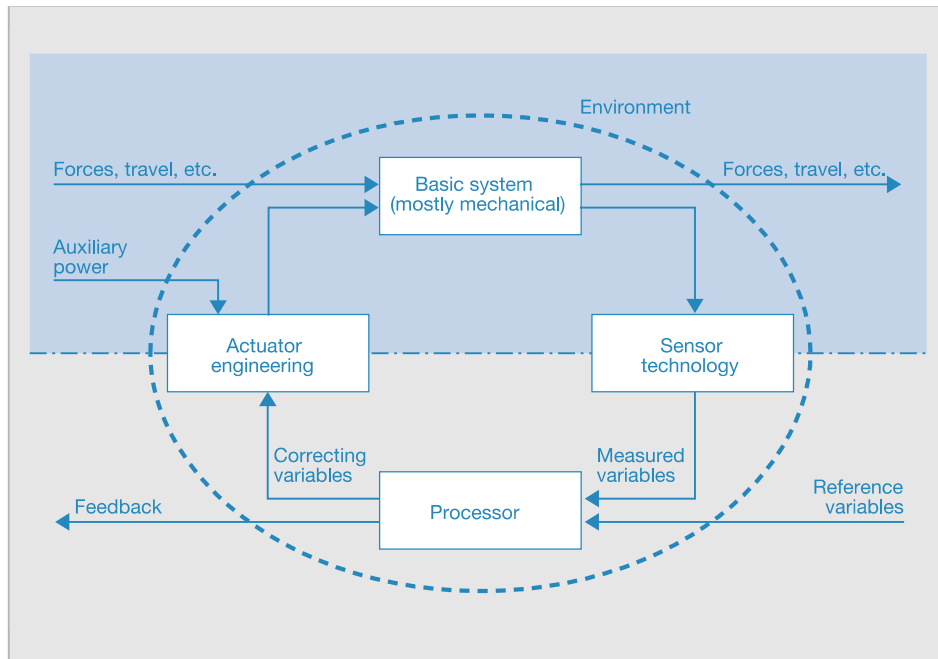 Environment
Forces, travel, etc.
Basic system
(mostly mechanical)
Forces, travel, etc.
Auxiliary
power
Actuator
engineering
Sensor
technology
Correcting
variables
Measured
variables
Feedback
Processor
Reference
variables